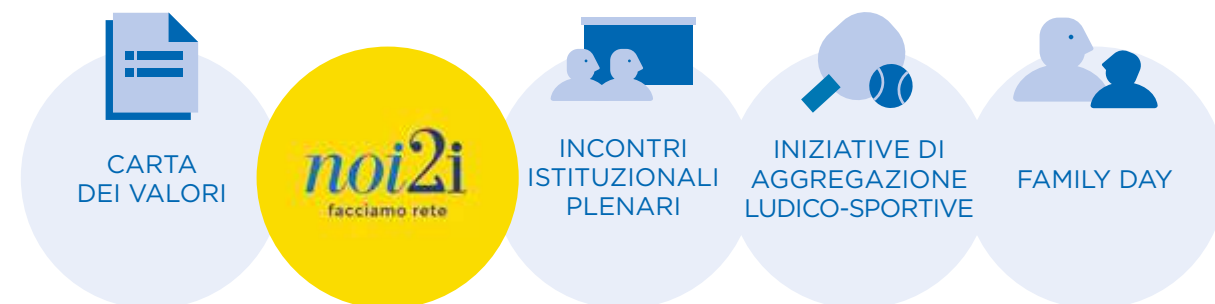 CARTA
DEI VALORI
noi2i
facciamo rete
INCONTRI
ISTITUZIONALI
PLENARI
INIZIATIVE DI
AGGREGAZIONE
LUDICO-SPORTIVE
FAMILY DAY